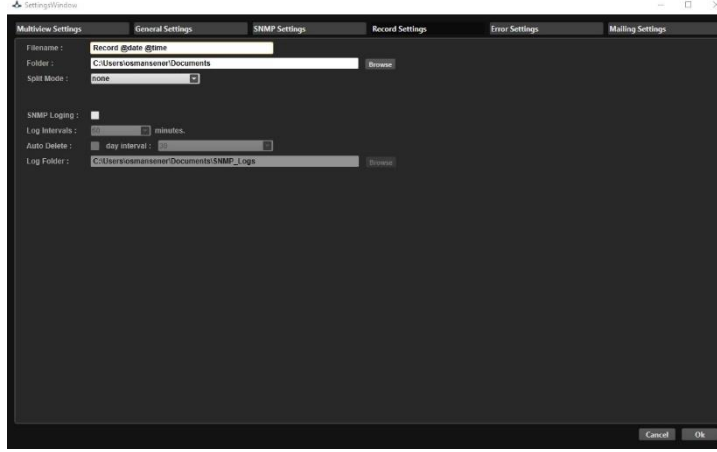 SettingsWindow
Multiview Settings General Settings SNMP Settings Record Settings Error Settings Mailing Settings
Filename : Record @date @time
Folder : C:\Users\osmansener\Documents Browse
Split Mode : none
SNMP Loging :
Log Intervals : 60 minutes.
Auto Delete : day interval : 30
Log Folder : C:\Users\osmansener\Documents\SNMP_Logs Browse
Cancel Ok